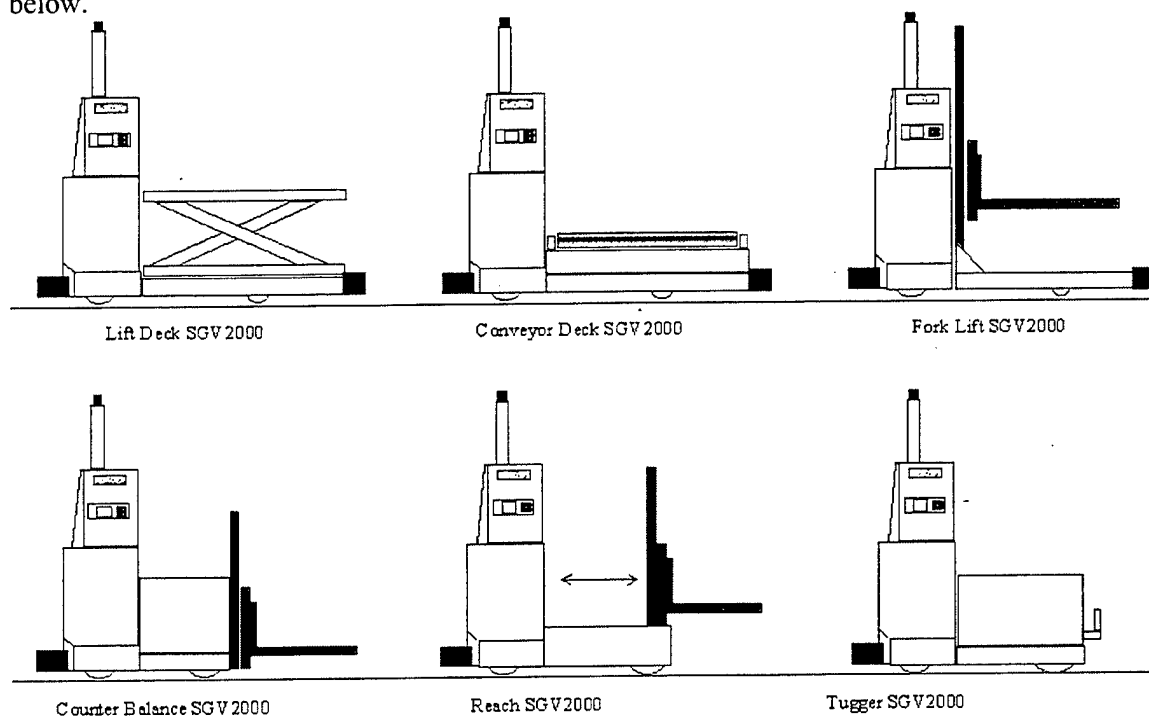 below.
Lift Deck SGV2000
Conveyor Deck SGV2000
Fork Lift SGV2000
Counter Balance SGV2000
Reach SGV2000
Tugger SGV2000